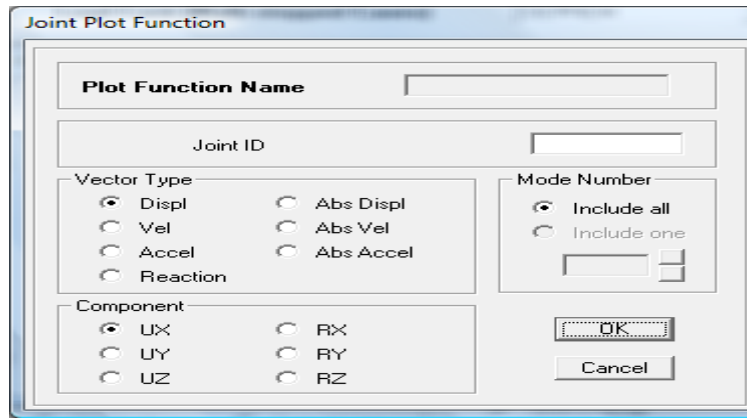 Joint Plot Function
Plot Function Name
Joint ID
Vector Type
Displ
Abs Displ
Vel
Abs Vel
Accel
Abs Accel
Reaction
Mode Number
Include all
Include one
Component
UX
RX
UY
RY
UZ
RZ
OK
Cancel